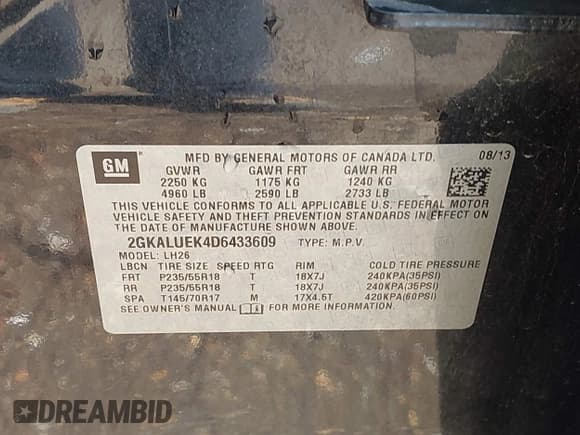 GM
MFD BY GENERAL MOTORS OF CANADA LTD. 08/13
GVWR GAWR FRT GAWR RR
2250 KG 1175 KG 1240 KG
4960 LB 2590 LB 2733 LB
THIS VEHICLE CONFORMS TO ALL APPLICABLE U.S. FEDERAL MOTOR
VEHICLE SAFETY AND THEFT PREVENTION STANDARDS IN EFFECT ON
THE DATE OF MANUFACTURE SHOWN ABOVE.
2GKALUEK4D6433609 TYPE: M.P.V.
MODEL: LH26
LBCN TIRE SIZE SPEED RTG RIM COLD TIRE PRESSURE
FRT P235/55R18 T 18X7J 240KPA(35PSI)
RR P235/55R18 T 18X7J 240KPA(35PSI)
SPA T145/70R17 M 17X4.5T 420KPA(60PSI)
SEE OWNER'S MANUAL FOR MORE INFORMATION.
DREAMBID